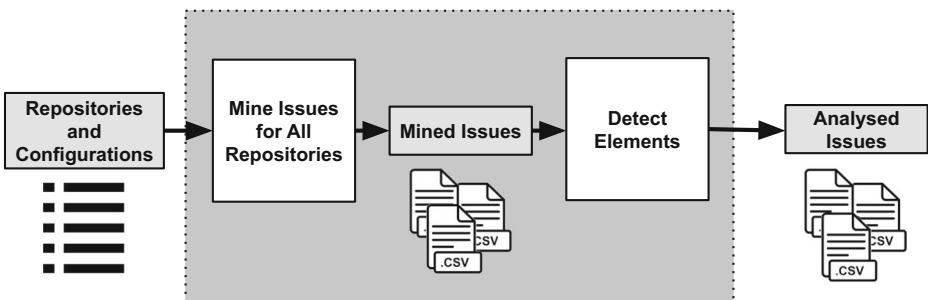 Repositories
and
Configurations
Mine Issues
for All
Repositories
Mined Issues
Detect
Elements
Analysed
Issues
.CSV
CSV
.CSV
CSV